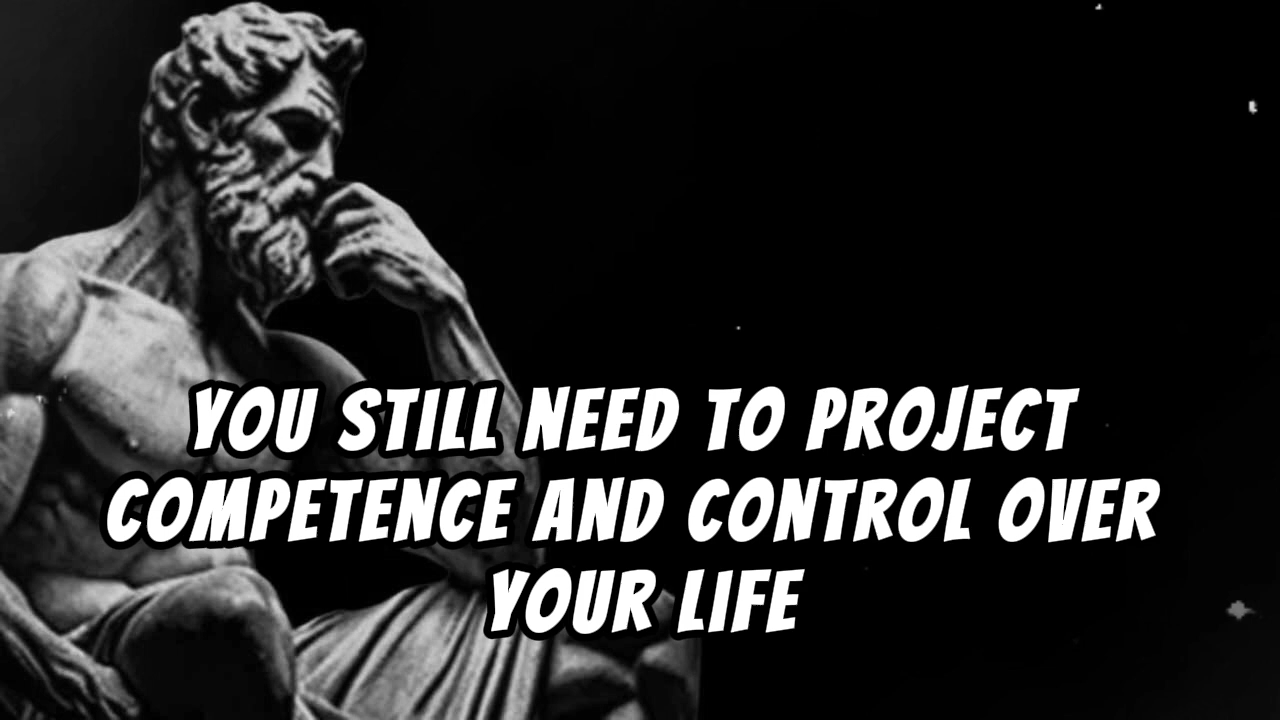 YOU STILL NEED TO PROJECT
COMPETENCE AND CONTROL OVER
YOUR LIFE